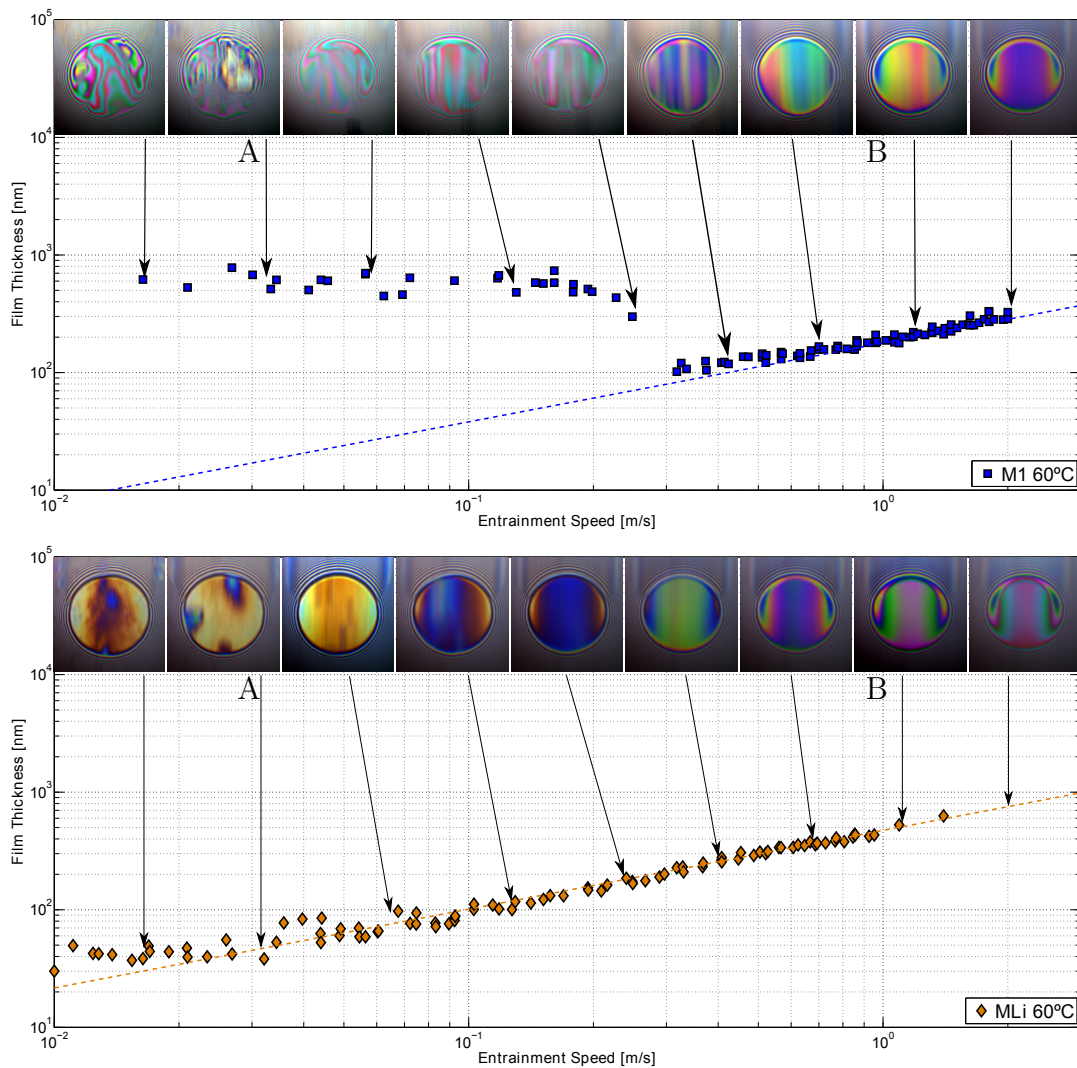 10^5
A
B
10^4
10^3
10^2
10^1
Film Thickness [nm]
M1 60ºC
10^-2
10^-1
10^0
Entrainment Speed [m/s]
10^5
A
B
10^4
10^3
10^2
10^1
Film Thickness [nm]
MLi 60ºC
10^-2
10^-1
10^0
Entrainment Speed [m/s]